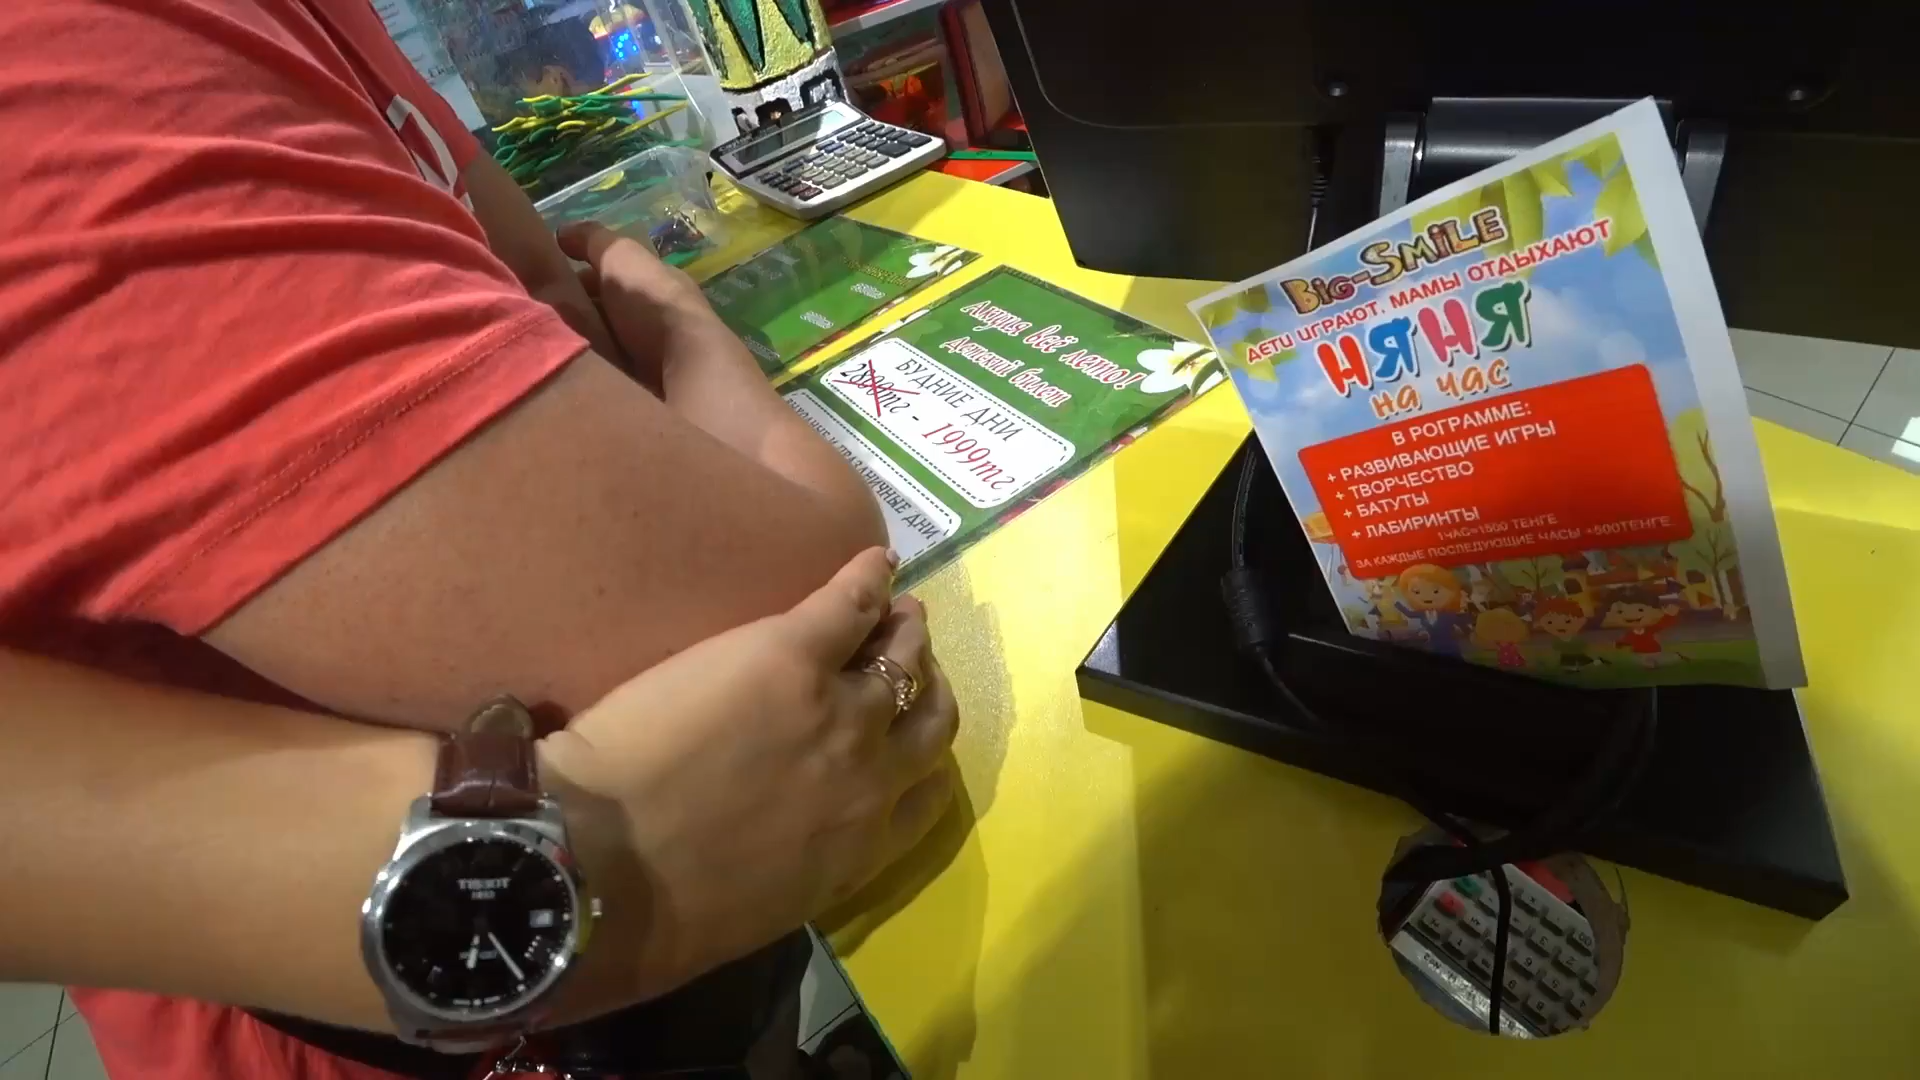 Big-Smile
ДЕТИ ИГРАЮТ, МАМЫ ОТДЫХАЮТ
НЯНЯ
на час
В РОГРАММЕ:
+ РАЗВИВАЮЩИЕ ИГРЫ
+ ТВОРЧЕСТВО
+ БАТУТЫ
+ ЛАБИРИНТЫ
1ЧАС=1500 ТЕНГЕ
ЗА КАЖДЫЕ ПОСЛЕДУЮЩИЕ ЧАСЫ +500ТЕНГЕ
Акция всё лето!
Детский билет
БУДНИЕ ДНИ
2800тг - 1999тг
И ПРАЗДНИЧНЫЕ ДНИ
TISSOT